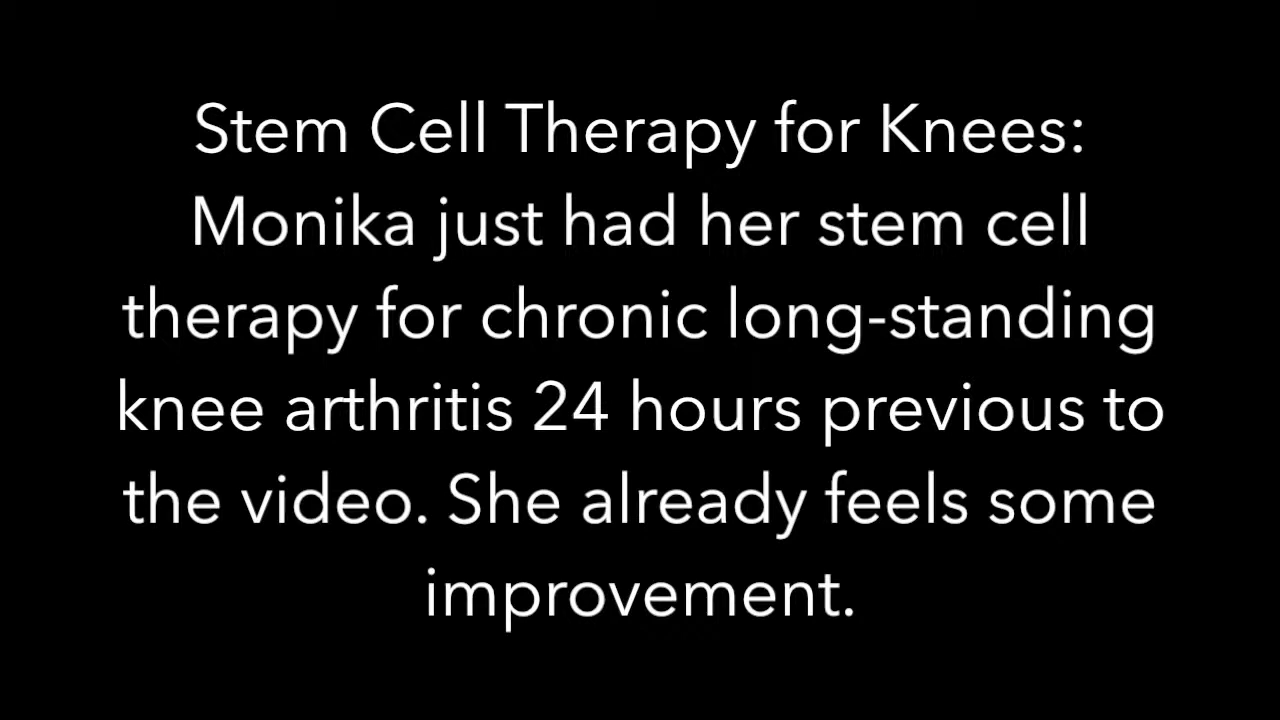 Stem Cell Therapy for Knees:
Monika just had her stem cell
therapy for chronic long-standing
knee arthritis 24 hours previous to
the video. She already feels some
improvement.